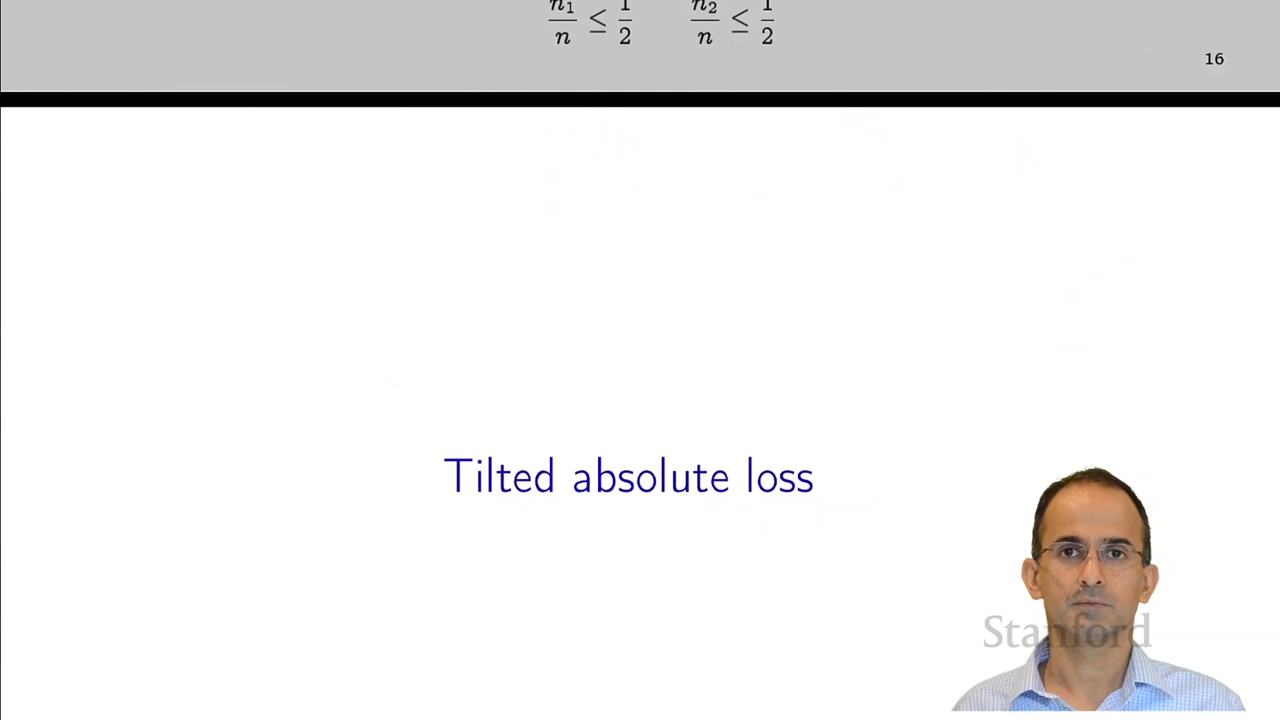 n₁/n ≤ 1/2 n₂/n ≤ 1/2
16
Tilted absolute loss
Stanford